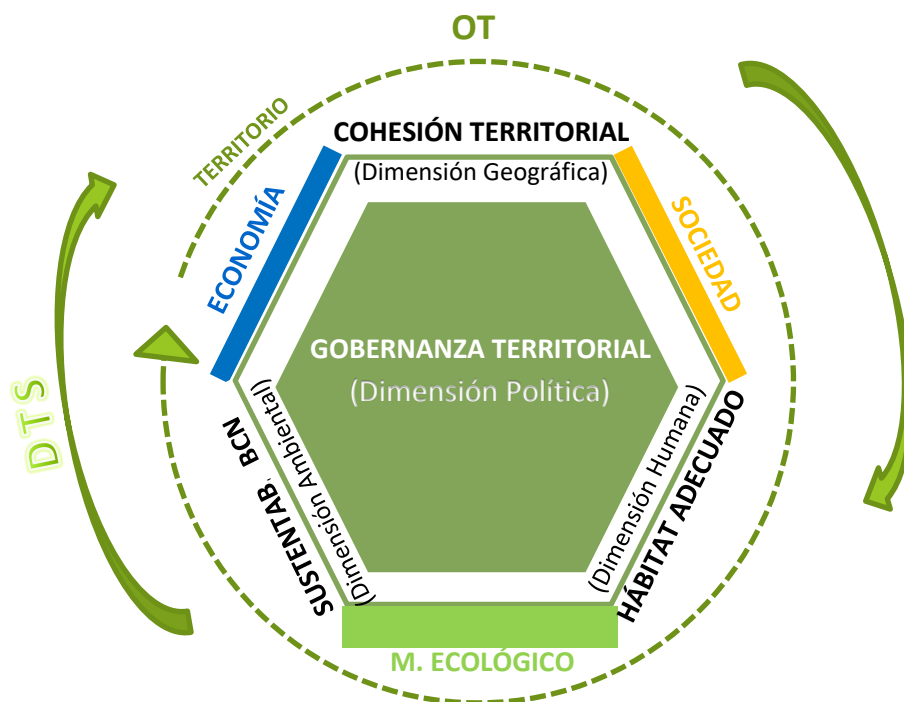 OT
TERRITORIO
COHESIÓN TERRITORIAL
(Dimensión Geográfica)
ECONOMÍA
SOCIEDAD
GOBERNANZA TERRITORIAL
(Dimensión Política)
DTS
SUSTENTAB. BCN
(Dimensión Ambiental)
(Dimensión Humana)
HÁBITAT ADECUADO
M. ECOLÓGICO